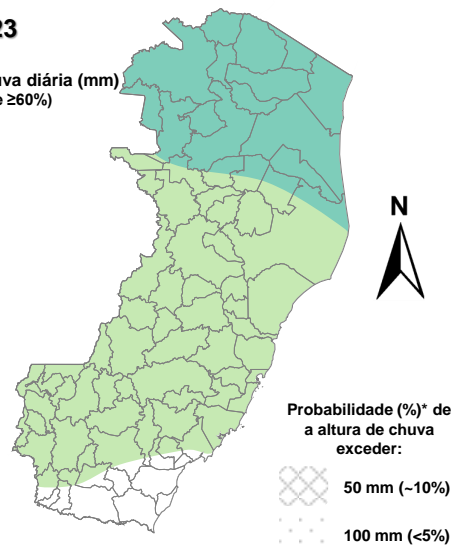 23
uva diária (mm)
e ≥60%)
N
Probabilidade (%)* de
a altura de chuva
exceder:
50 mm (~10%)
100 mm (<5%)